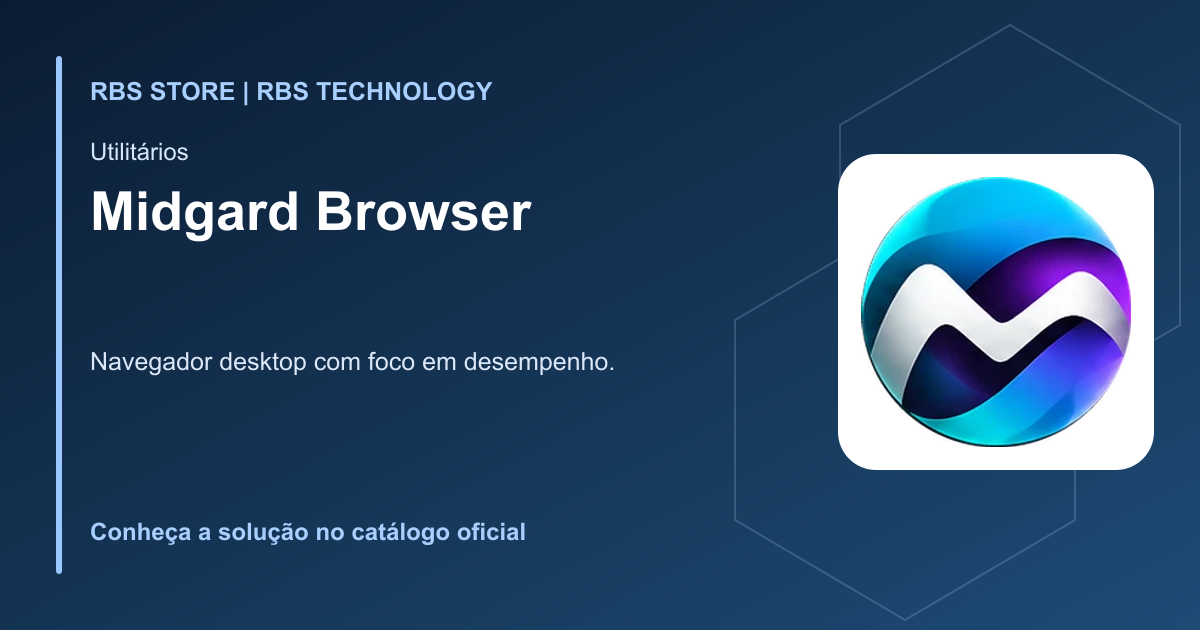 RBS STORE | RBS TECHNOLOGY
Utilitários
Midgard Browser
Navegador desktop com foco em desempenho.
Conheça a solução no catálogo oficial